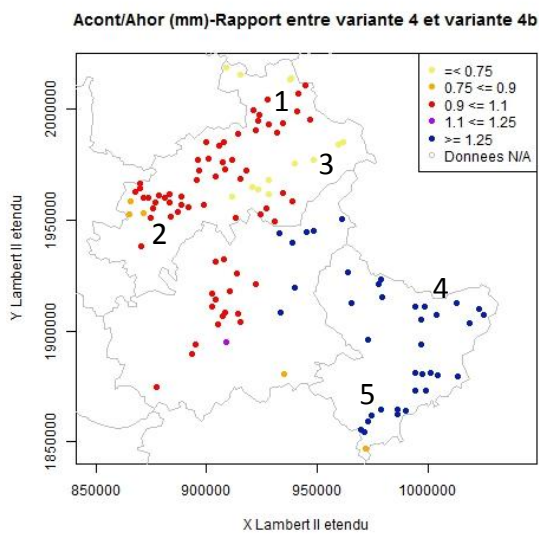 Acont/Ahor (mm)-Rapport entre variante 4 et variante 4b
=< 0.75
0.75 <= 0.9
0.9 <= 1.1
1.1 <= 1.25
>= 1.25
Donnees N/A
1
3
2
4
5
2000000
1950000
1900000
1850000
Y Lambert II etendu
850000 900000 950000 1000000
X Lambert II etendu